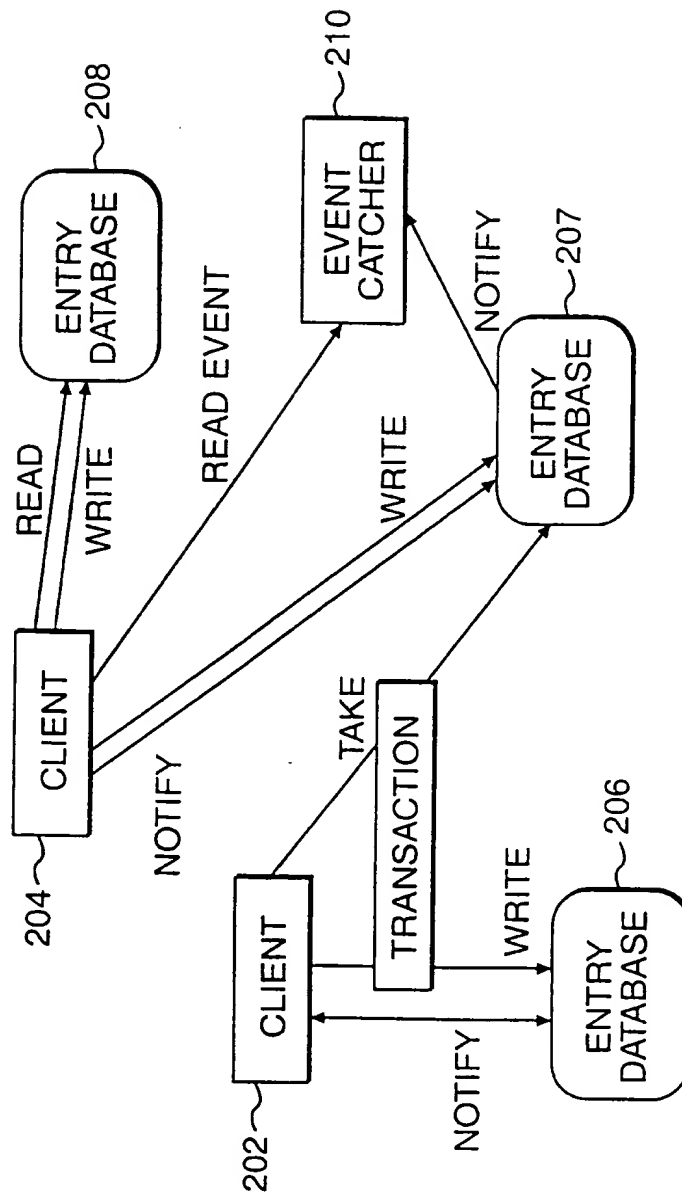 204
CLIENT
READ
WRITE
ENTRY
DATABASE
208
READ EVENT
EVENT
CATCHER
210
NOTIFY
WRITE
NOTIFY
202
CLIENT
TAKE
TRANSACTION
NOTIFY
WRITE
ENTRY
DATABASE
206
ENTRY
DATABASE
207